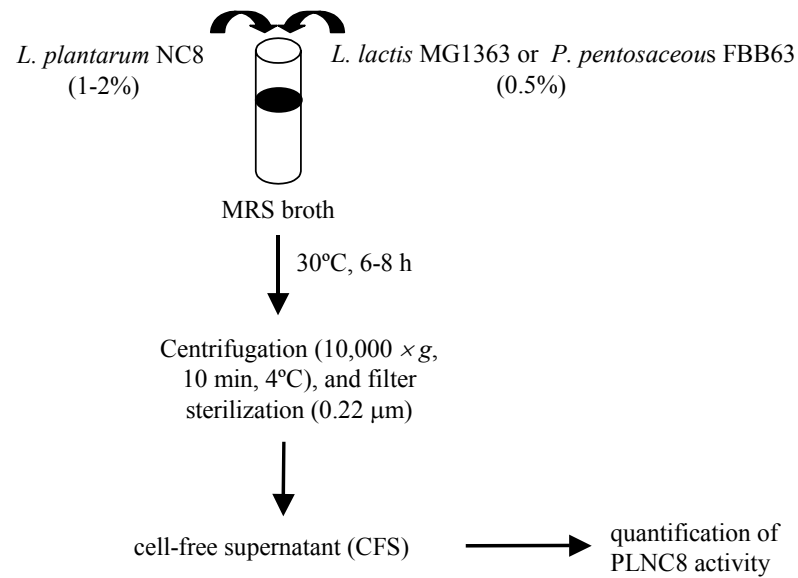 L. plantarum NC8
(1-2%)
L. lactis MG1363 or P. pentosaceous FBB63
(0.5%)
MRS broth
30ºC, 6-8 h
Centrifugation (10,000 × g,
10 min, 4ºC), and filter
sterilization (0.22 μm)
cell-free supernatant (CFS)
quantification of
PLNC8 activity